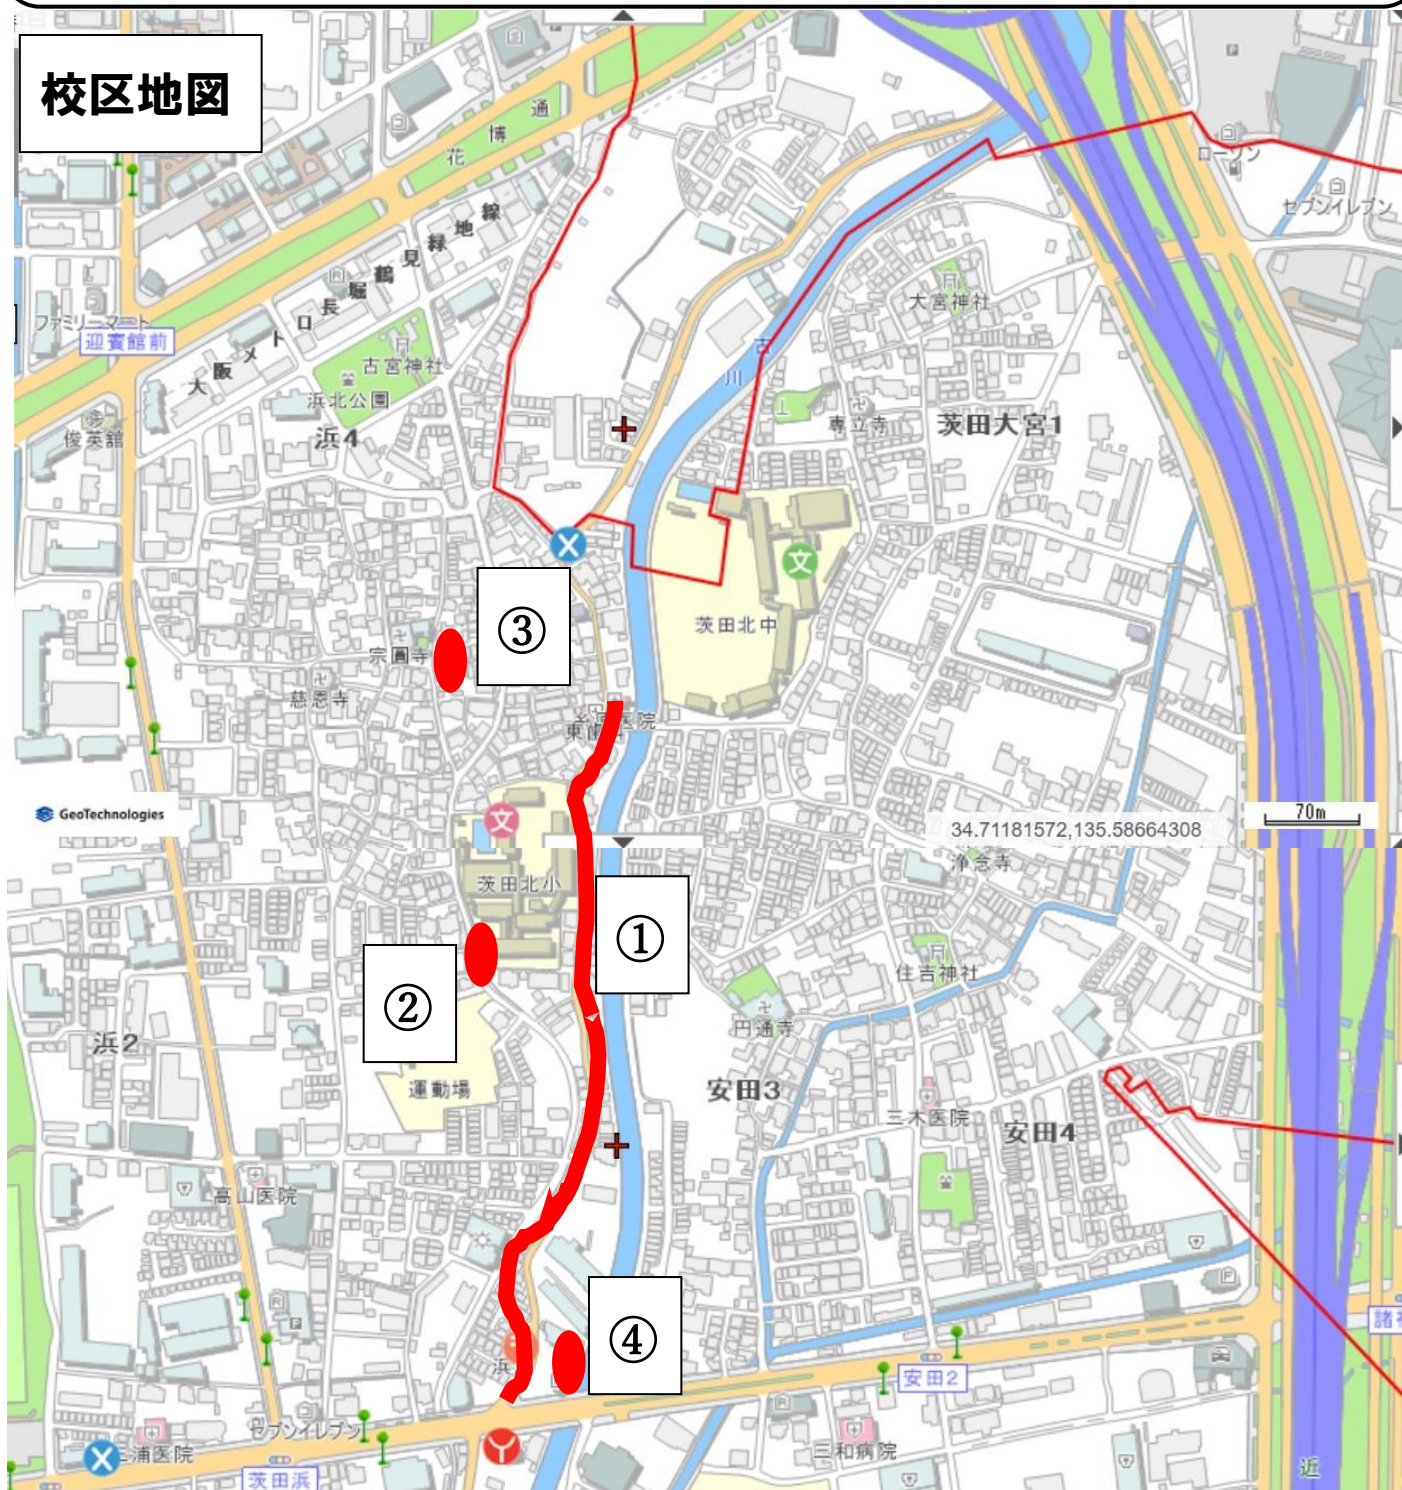 校区地図
花博通
ローソン
セブンイレブン
大阪メトロ長堀鶴見緑地線
大宮神社
ファミリーマート
迎賓館前
古宮神社
古川
浜北公園
俊英舘
浜4
専立寺
茨田大宮1
③
茨田北中
宗圓寺
慈恩寺
GeoTechnologies
70m
34.71181572,135.58664308
浄念寺
茨田北小
①
住吉神社
②
円通寺
浜2
運動場
安田3
三木医院
安田4
高山医院
④
諸
浜
安田2
セブンイレブン
三和病院
茨田浜
近